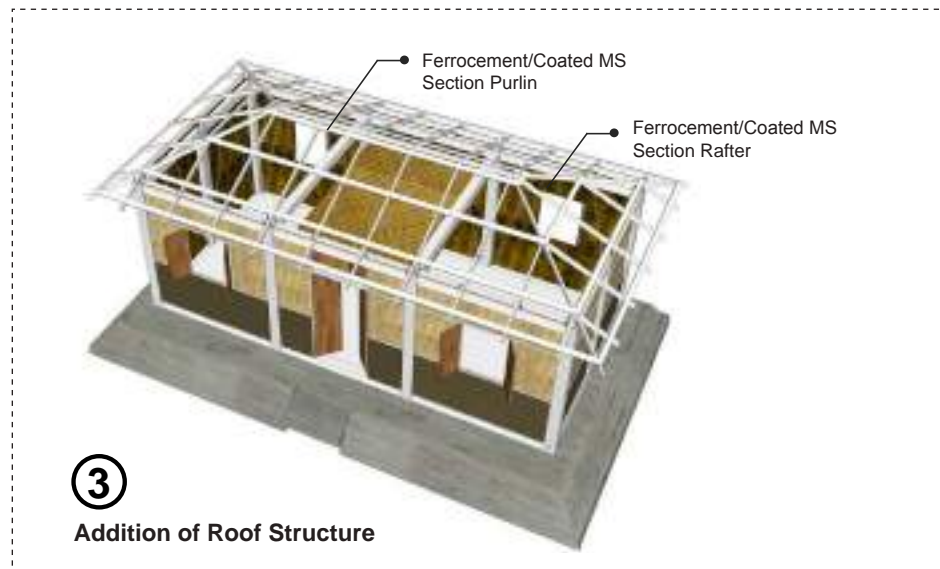 Ferrocement/Coated MS
Section Purlin
Ferrocement/Coated MS
Section Rafter
3
Addition of Roof Structure